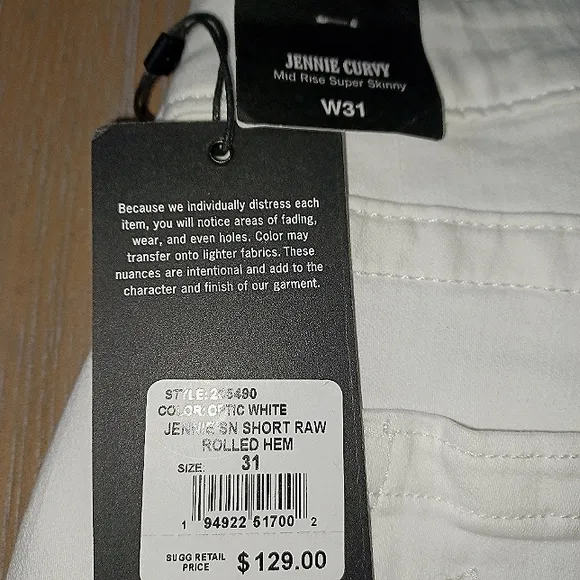 JENNIE CURVY
Mid Rise Super Skinny
W31
Because we individually distress each
item, you will notice areas of fading,
wear, and even holes. Color may
transfer onto lighter fabrics. These
nuances are intentional and add to the
character and finish of our garment.
STYLE:
COLOR: OPTIC WHITE
JENNIE SN SHORT RAW
ROLLED HEM
SIZE: 31
1 94922 51700 2
SUGG RETAIL
PRICE $129.00